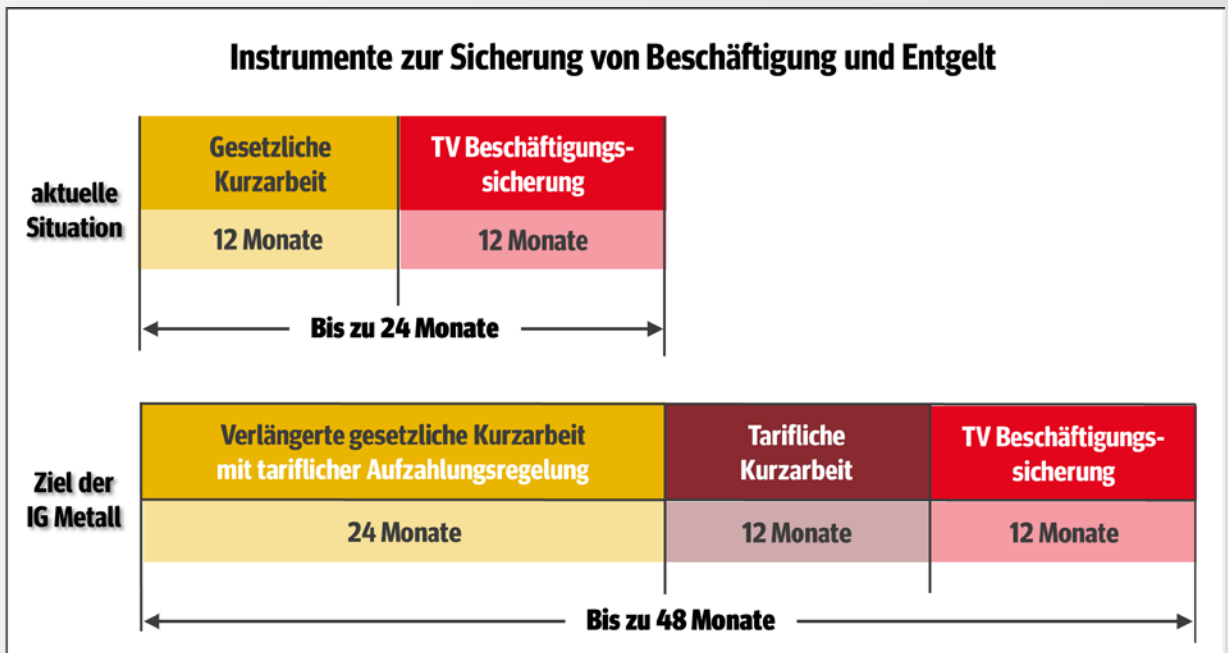 Instrumente zur Sicherung von Beschäftigung und Entgelt
aktuelle
Situation
Gesetzliche
Kurzarbeit
TV Beschäftigungs-
sicherung
12 Monate
12 Monate
Bis zu 24 Monate
Ziel der
IG Metall
Verlängerte gesetzliche Kurzarbeit
mit tariflicher Aufzahlungsregelung
Tarifliche
Kurzarbeit
TV Beschäftigungs-
sicherung
24 Monate
12 Monate
12 Monate
Bis zu 48 Monate